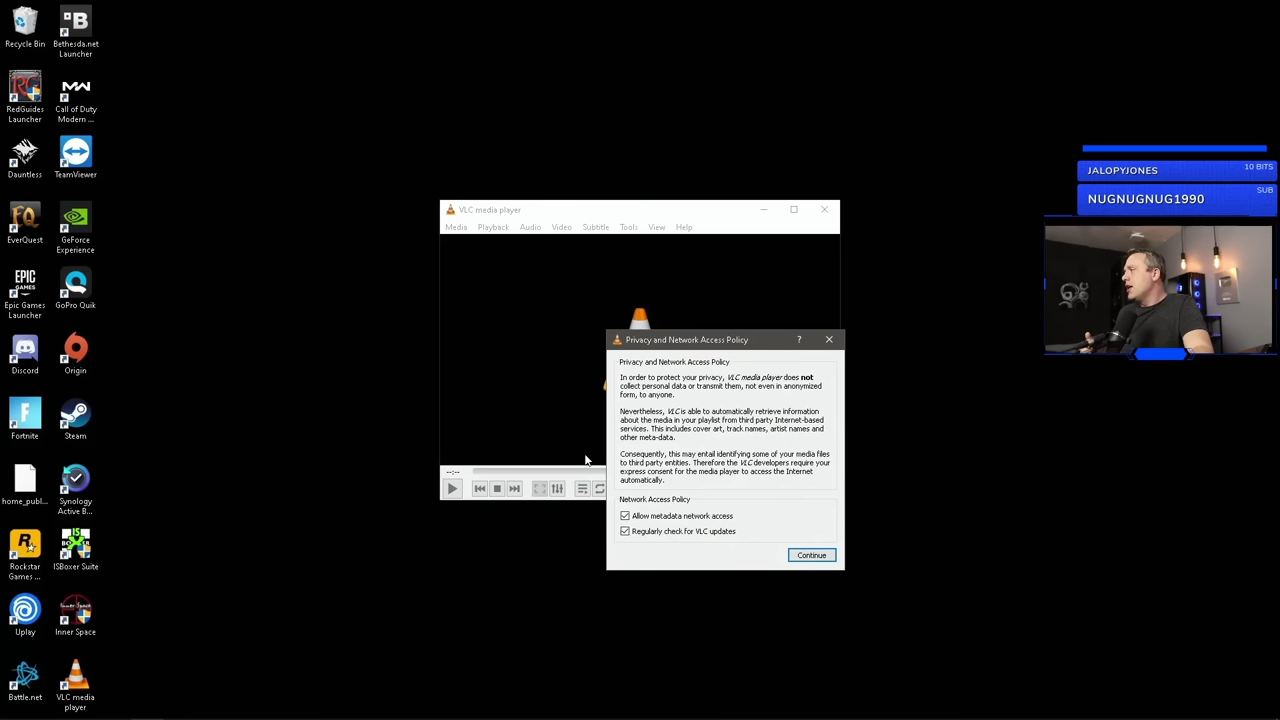 Recycle Bin
Bethesda.net
Launcher
RedGuides
Launcher
Call of Duty
Modern ...
Dauntless
TeamViewer
EverQuest
GeForce
Experience
EPIC
GAMES
Epic Games
Launcher
GoPro Quik
Discord
Origin
Fortnite
Steam
home_publ...
Synology
Active B...
Rockstar
Games ...
ISBoxer Suite
Uplay
Inner Space
Battle.net
VLC media
player
VLC media player
Media Playback Audio Video Subtitle Tools View Help
--:--
Privacy and Network Access Policy ?
Privacy and Network Access Policy
In order to protect your privacy, VLC media player does not
collect personal data or transmit them, not even in anonymized
form, to anyone.
Nevertheless, VLC is able to automatically retrieve information
about the media in your playlist from third party Internet-based
services. This includes cover art, track names, artist names and
other meta-data.
Consequently, this may entail identifying some of your media files
to third party entities. Therefore the VLC developers require your
express consent for the media player to access the Internet
automatically.
Network Access Policy
Allow metadata network access
Regularly check for VLC updates
Continue
JALOPYJONES 10 BITS
NUGNUGNUG1990 SUB